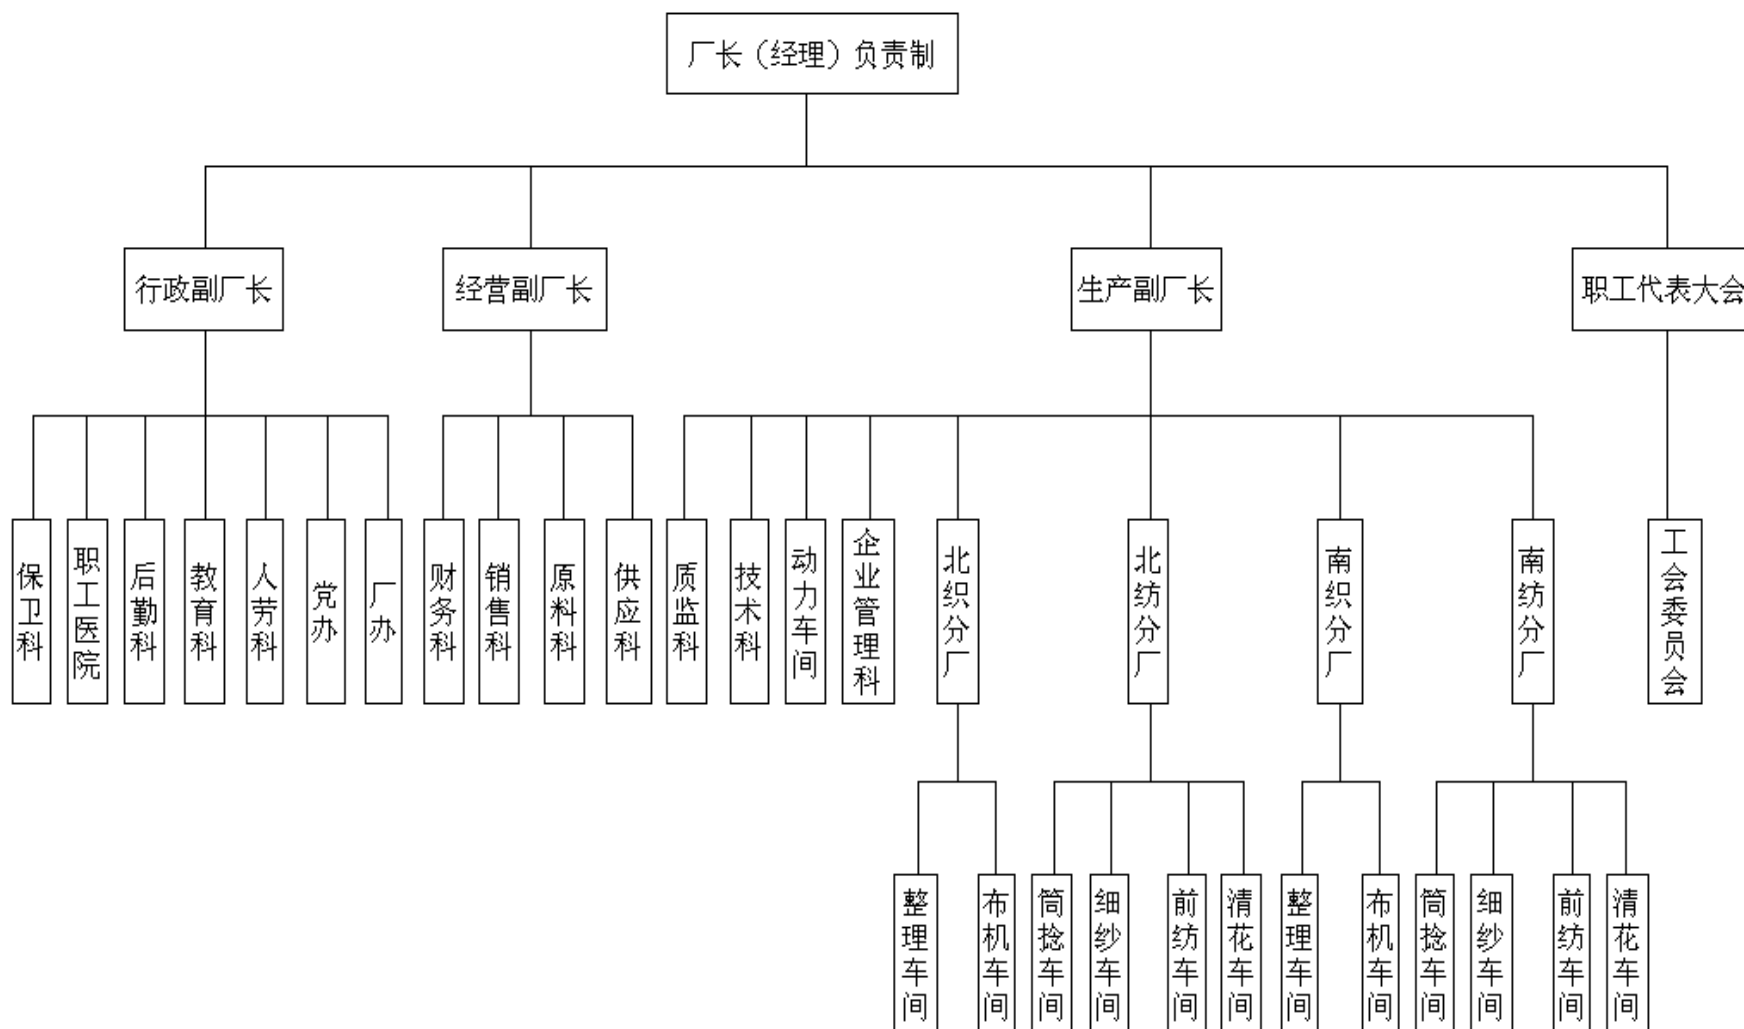 厂长（经理）负责制
行政副厂长
经营副厂长
生产副厂长
职工代表大会
保卫科
职工医院
后勤科
教育科
人劳科
党办
厂办
财务科
销售科
原料科
供应科
质监科
技术科
动力车间
企业管理科
北织分厂
北纺分厂
南织分厂
南纺分厂
工会委员会
整理车间
布机车间
筒捻车间
细纱车间
前纺车间
清花车间
整理车间
布机车间
筒捻车间
细纱车间
前纺车间
清花车间